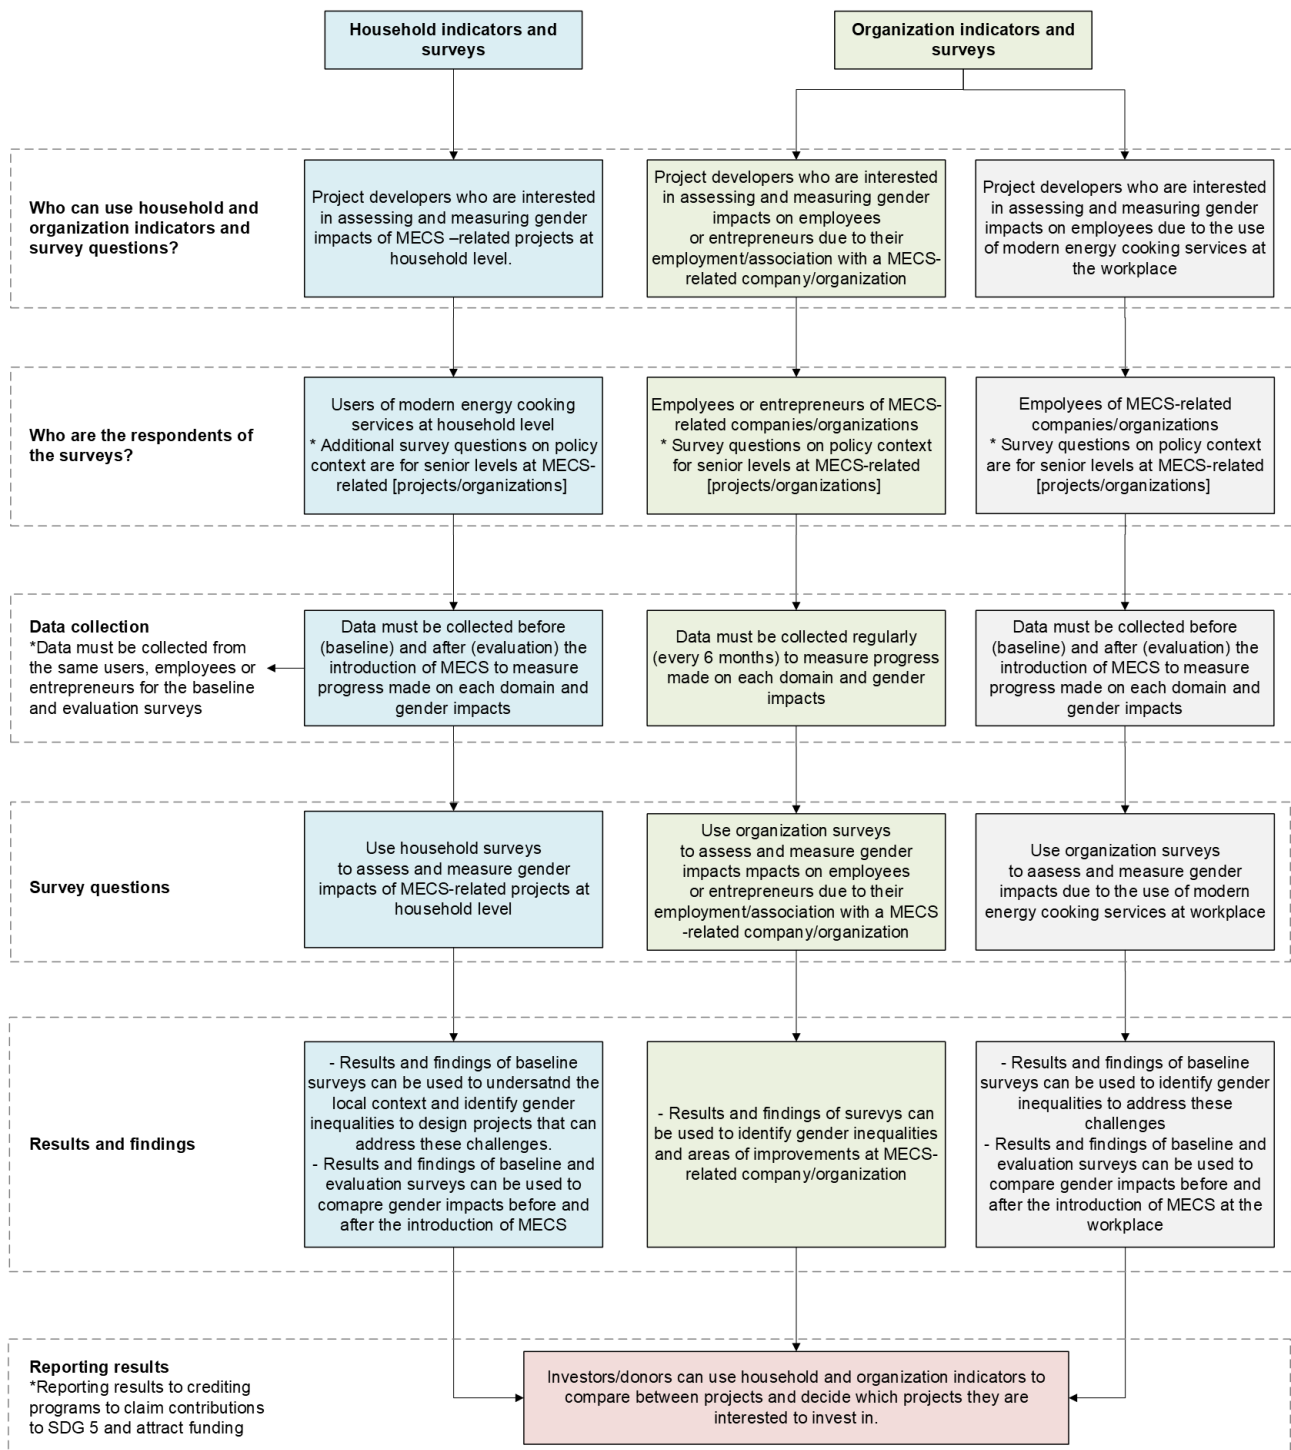 Household indicators and
surveys
Organization indicators and
surveys
Who can use household and
organization indicators and
survey questions?
Project developers who are interested
in assessing and measuring gender
impacts of MECS –related projects at
household level.
Project developers who are interested
in assessing and measuring gender
impacts on employees
or entrepreneurs due to their
employment/association with a MECS-
related company/organization
Project developers who are interested
in assessing and measuring gender
impacts on employees due to the use
of modern energy cooking services at
the workplace
Who are the respondents of
the surveys?
Users of modern energy cooking
services at household level
* Additional survey questions on policy
context are for senior levels at MECS-
related [projects/organizations]
Empolyees or entrepreneurs of MECS-
related companies/organizations
* Survey questions on policy context
for senior levels at MECS-related
[projects/organizations]
Empolyees of MECS-related
companies/organizations
* Survey questions on policy context
are for senior levels at MECS-related
[projects/organizations]
Data collection
*Data must be collected from
the same users, employees or
entrepreneurs for the baseline
and evaluation surveys
Data must be collected before
(baseline) and after (evaluation) the
introduction of MECS to measure
progress made on each domain and
gender impacts
Data must be collected regularly
(every 6 months) to measure progress
made on each domain and gender
impacts
Data must be collected before
(baseline) and after (evaluation) the
introduction of MECS to measure
progress made on each domain and
gender impacts
Survey questions
Use household surveys
to assess and measure gender
impacts of MECS-related projects at
household level
Use organization surveys
to assess and measure gender
impacts mpacts on employees
or entrepreneurs due to their
employment/association with a MECS
-related company/organization
Use organization surveys
to aasess and measure gender
impacts due to the use of modern
energy cooking services at workplace
Results and findings
- Results and findings of baseline
surveys can be used to undersatnd the
local context and identify gender
inequalities to design projects that can
address these challenges.
- Results and findings of baseline and
evaluation surveys can be used to
comapre gender impacts before and
after the introduction of MECS
- Results and findings of surevys can
be used to identify gender inequalities
and areas of improvements at MECS-
related company/organization
- Results and findings of baseline
surveys can be used to identify gender
inequalities to address these
challenges
- Results and findings of baseline and
evaluation surveys can be used to
compare gender impacts before and
after the introduction of MECS at the
workplace
Reporting results
*Reporting results to crediting
programs to claim contributions
to SDG 5 and attract funding
Investors/donors can use household and organization indicators to
compare between projects and decide which projects they are
interested to invest in.